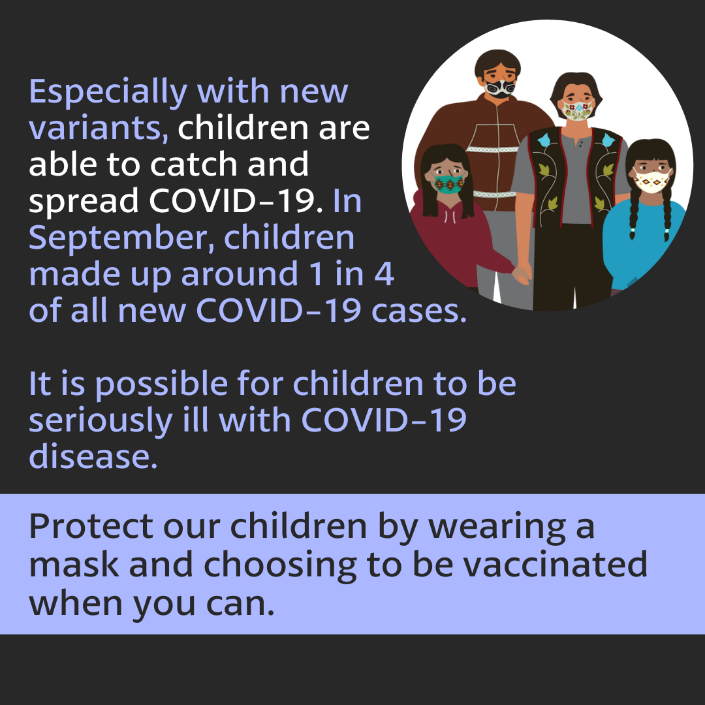 Especially with new
variants, children are
able to catch and
spread COVID-19. In
September, children
made up around 1 in 4
of all new COVID-19 cases.
It is possible for children to be
seriously ill with COVID-19
disease.
Protect our children by wearing a
mask and choosing to be vaccinated
when you can.